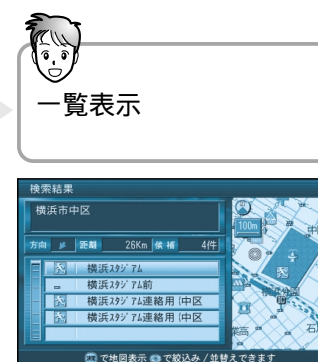 一覧表示
検索結果
横浜市中区
方向 距離 26Km 候補 4件
横浜ｽﾀｼﾞｱﾑ
横浜ｽﾀｼﾞｱﾑ前
横浜ｽﾀｼﾞｱﾑ連絡用(中区
横浜ｽﾀｼﾞｱﾑ連絡用(中区
100m
で地図表示 で絞込み/並替えできます